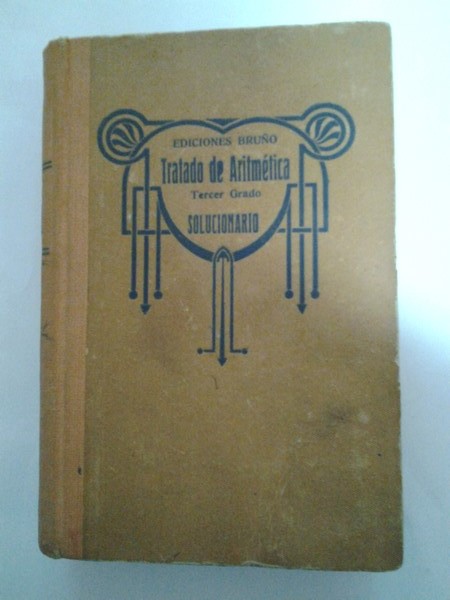 EDICIONES BRUÑO
Tratado de Aritmética
Tercer Grado
SOLUCIONARIO